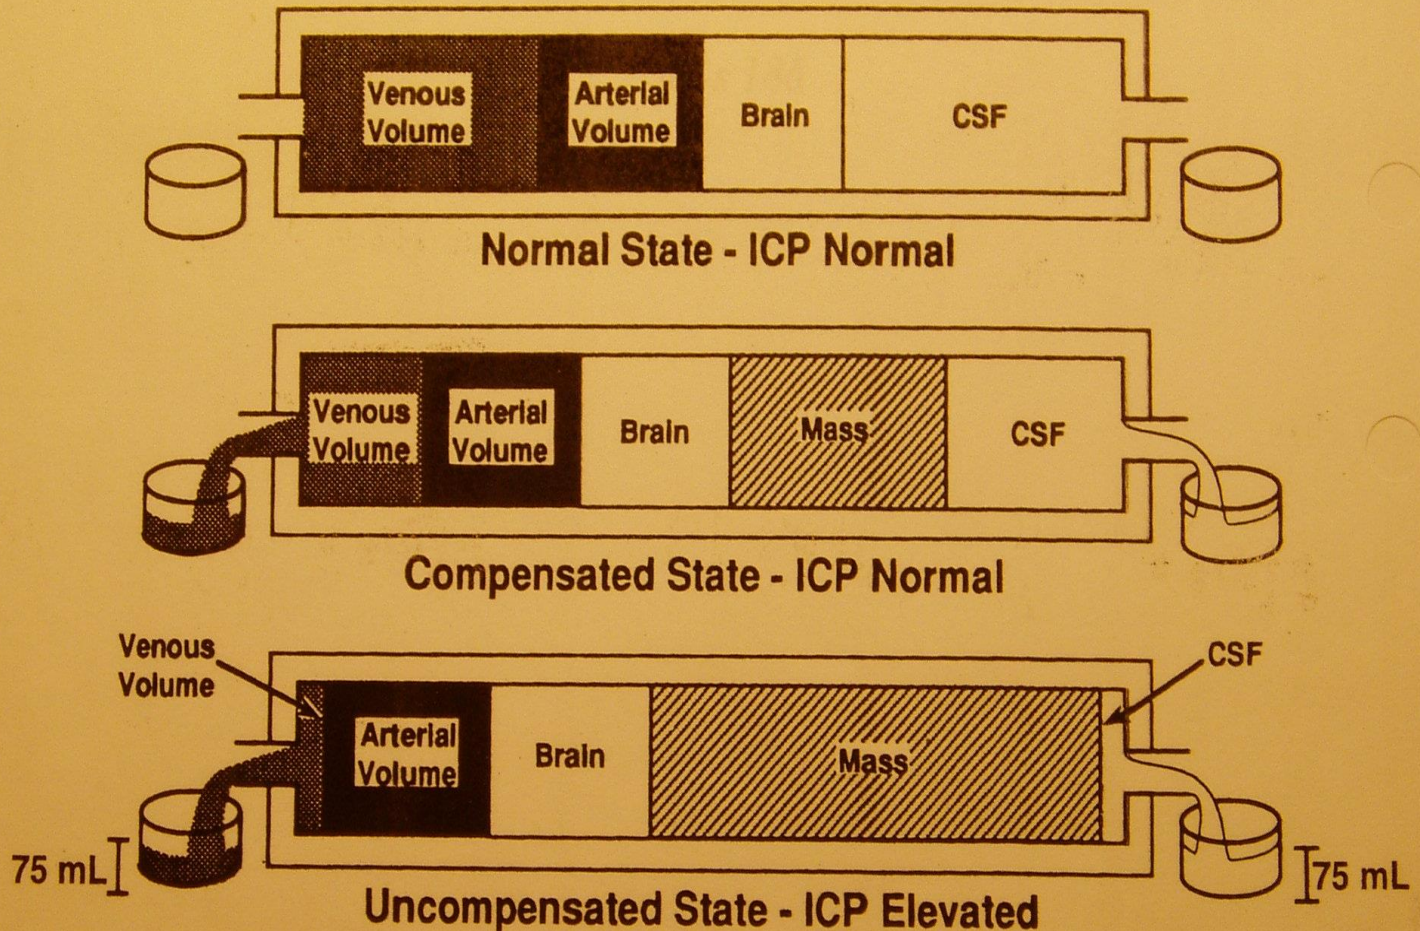 Venous
Volume
Arterial
Volume
Brain
CSF
Normal State - ICP Normal
Venous
Volume
Arterial
Volume
Brain
Mass
CSF
Compensated State - ICP Normal
Venous
Volume
CSF
Arterial
Volume
Brain
Mass
75 mL
75 mL
Uncompensated State - ICP Elevated